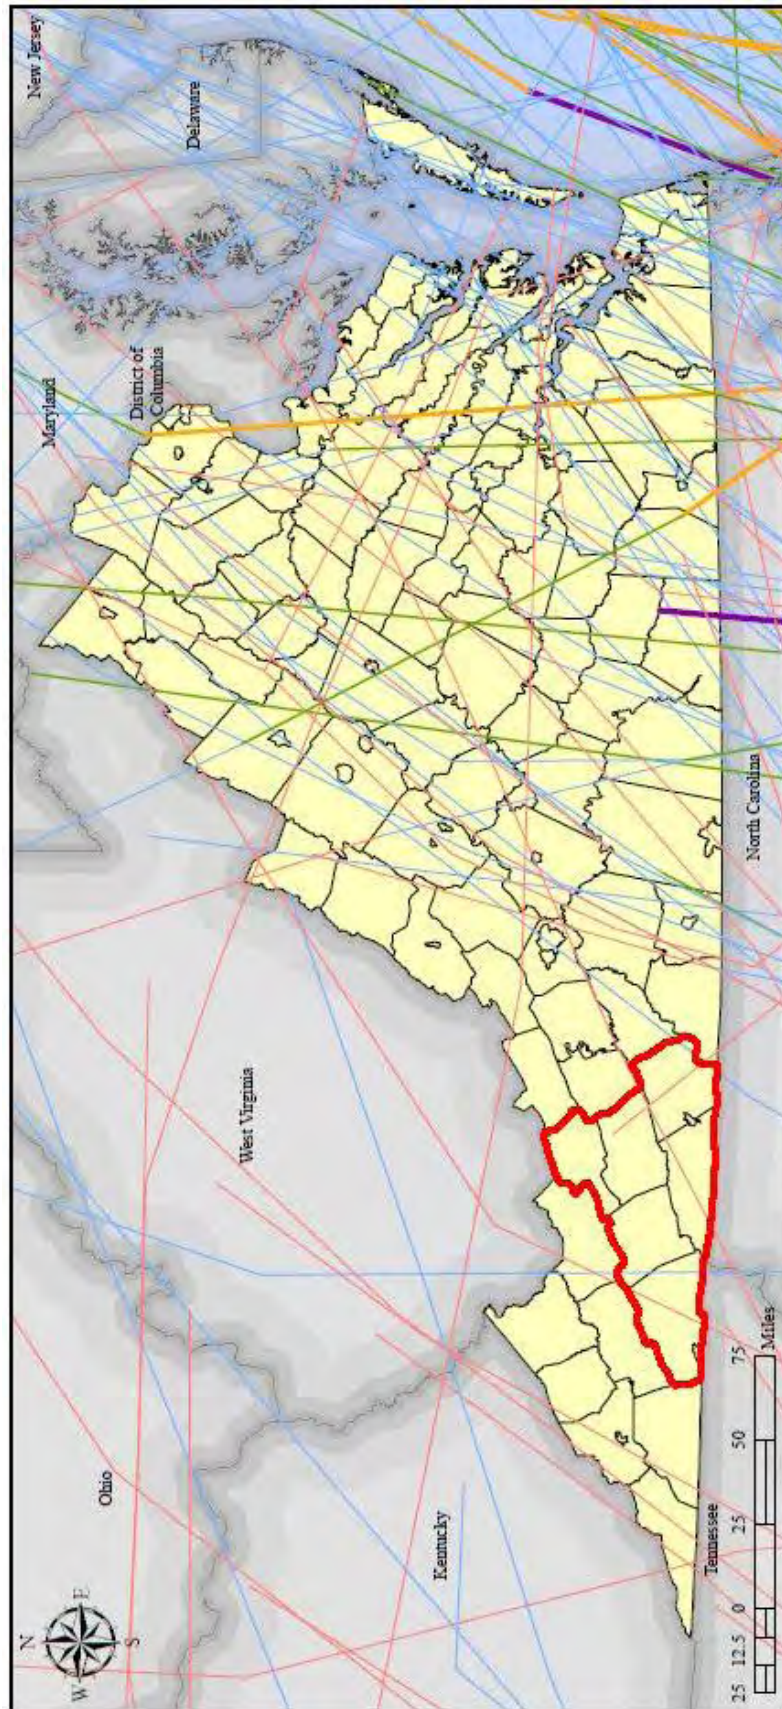 New Jersey
Delaware
Maryland
District of
Columbia
Ohio
West Virginia
Kentucky
N
W
E
S
North Carolina
Tennessee
25 12.5 0 25 50 75
Miles